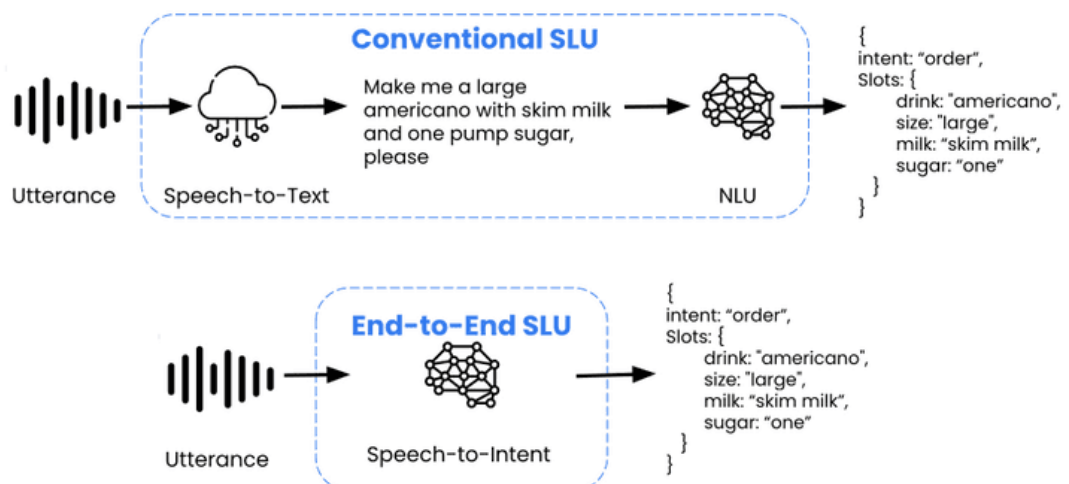 Conventional SLU
Make me a large
americano with skim milk
and one pump sugar,
please
Utterance
Speech-to-Text
NLU
{
intent: “order”,
Slots: {
drink: "americano",
size: "large",
milk: “skim milk”,
sugar: “one”
}
}
End-to-End SLU
Utterance
Speech-to-Intent
{
intent: “order”,
Slots: {
drink: "americano",
size: "large",
milk: “skim milk”,
sugar: “one”
}
}